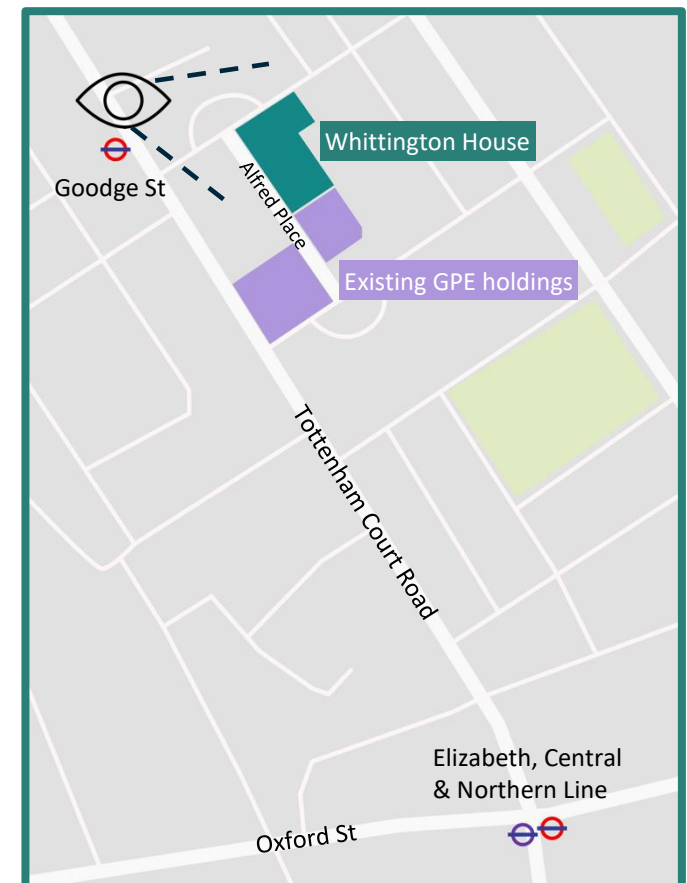 Whittington House
Goodge St
Alfred Place
Existing GPE holdings
Tottenham Court Road
Elizabeth, Central
& Northern Line
Oxford St